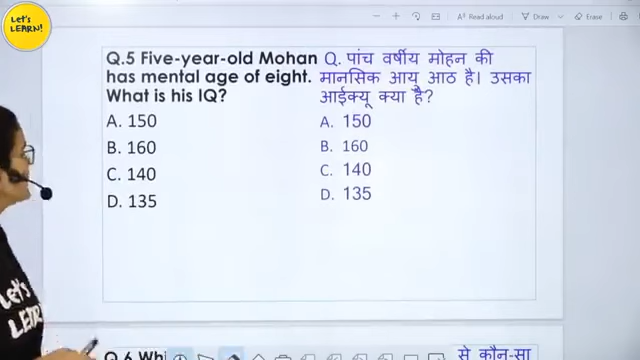 Let's
LEARN!
Read aloud
Draw
Erase
Q.5 Five-year-old Mohan
has mental age of eight.
What is his IQ?
A. 150
B. 160
C. 140
D. 135
Q. पांच वर्षीय मोहन की
मानसिक आयु आठ है। उसका
आईक्यू क्या है?
A. 150
B. 160
C. 140
D. 135
Let's
LEAR
Q.6 Whi
से कौन-सा